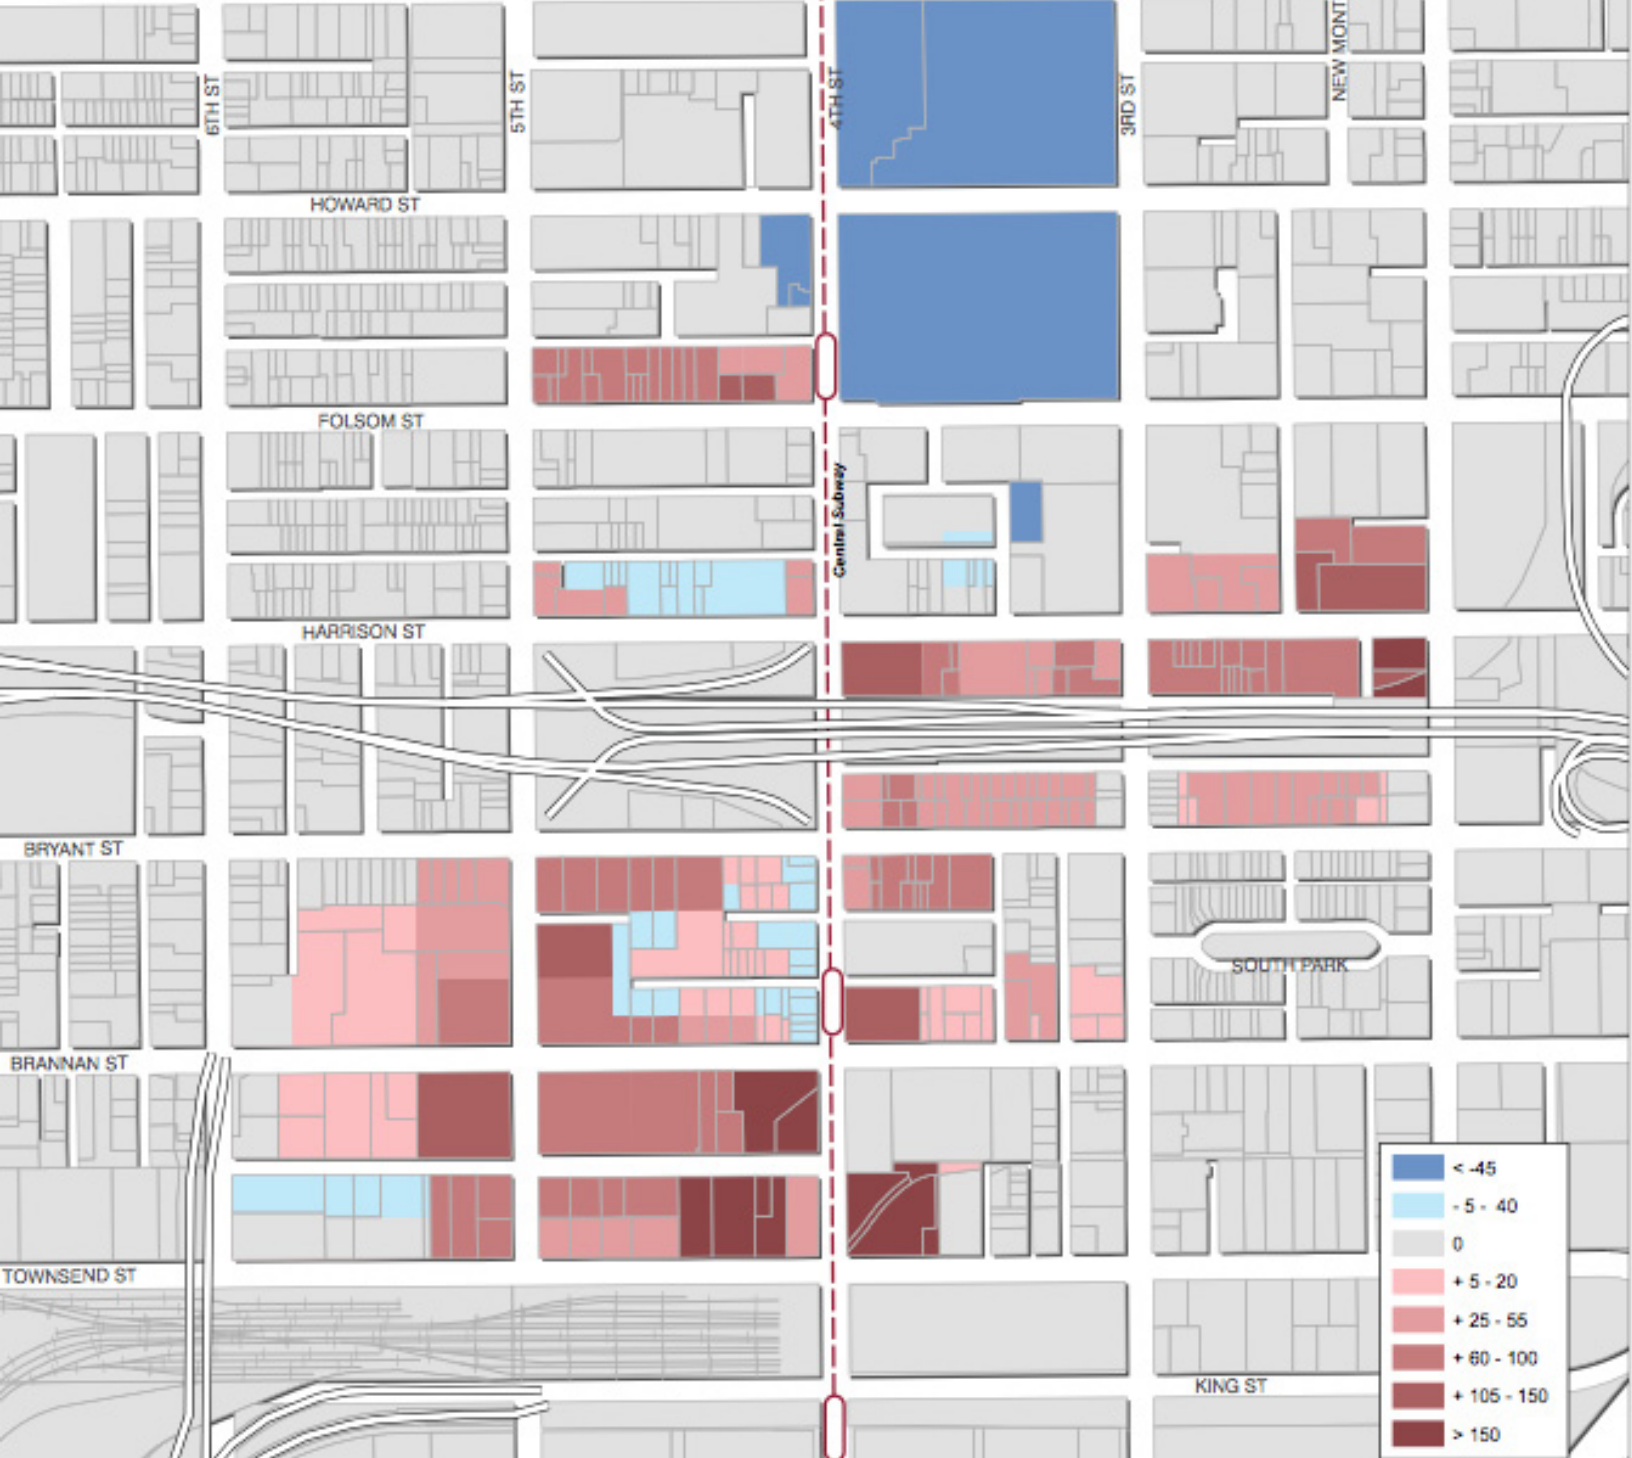 NEW MONT
6TH ST
5TH ST
4TH ST
3RD ST
HOWARD ST
FOLSOM ST
Central Subway
HARRISON ST
BRYANT ST
SOUTH PARK
BRANNAN ST
TOWNSEND ST
KING ST
< -45
- 5 - 40
0
+ 5 - 20
+ 25 - 55
+ 60 - 100
+ 105 - 150
> 150